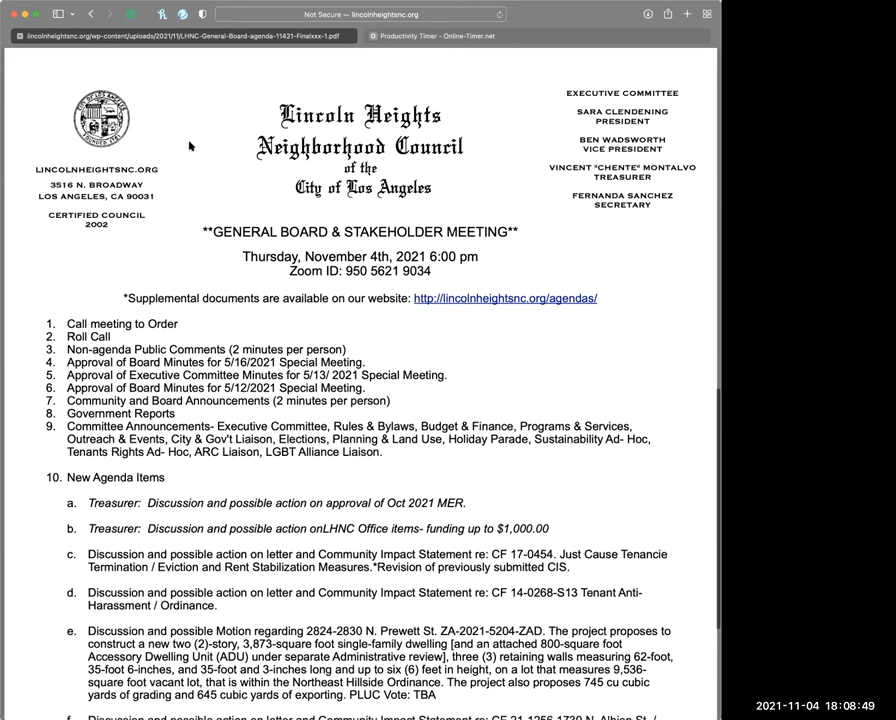 Not Secure — lincolnheightsnc.org
lincolnheightsnc.org/wp-content/uploads/2021/11/LHNC-General-Board-agenda-11421-Finalxxx-1.pdf
Productivity Timer - Online-Timer.net
LINCOLNHEIGHTSNC.ORG
3516 N. BROADWAY
LOS ANGELES, CA 90031
CERTIFIED COUNCIL
2002
Lincoln Heights
Neighborhood Council
of the
City of Los Angeles
EXECUTIVE COMMITTEE
SARA CLENDENING
PRESIDENT
BEN WADSWORTH
VICE PRESIDENT
VINCENT "CHENTE" MONTALVO
TREASURER
FERNANDA SANCHEZ
SECRETARY
**GENERAL BOARD & STAKEHOLDER MEETING**
Thursday, November 4th, 2021 6:00 pm
Zoom ID: 950 5621 9034
*Supplemental documents are available on our website: http://lincolnheightsnc.org/agendas/
1. Call meeting to Order
2. Roll Call
3. Non-agenda Public Comments (2 minutes per person)
4. Approval of Board Minutes for 5/16/2021 Special Meeting.
5. Approval of Executive Committee Minutes for 5/13/ 2021 Special Meeting.
6. Approval of Board Minutes for 5/12/2021 Special Meeting.
7. Community and Board Announcements (2 minutes per person)
8. Government Reports
9. Committee Announcements- Executive Committee, Rules & Bylaws, Budget & Finance, Programs & Services,
Outreach & Events, City & Gov't Liaison, Elections, Planning & Land Use, Holiday Parade, Sustainability Ad- Hoc,
Tenants Rights Ad- Hoc, ARC Liaison, LGBT Alliance Liaison.
10. New Agenda Items
a. Treasurer: Discussion and possible action on approval of Oct 2021 MER.
b. Treasurer: Discussion and possible action onLHNC Office items- funding up to $1,000.00
c. Discussion and possible action on letter and Community Impact Statement re: CF 17-0454. Just Cause Tenancie
Termination / Eviction and Rent Stabilization Measures.*Revision of previously submitted CIS.
d. Discussion and possible action on letter and Community Impact Statement re: CF 14-0268-S13 Tenant Anti-
Harassment / Ordinance.
e. Discussion and possible Motion regarding 2824-2830 N. Prewett St. ZA-2021-5204-ZAD. The project proposes to
construct a new two (2)-story, 3,873-square foot single-family dwelling [and an attached 800-square foot
Accessory Dwelling Unit (ADU) under separate Administrative review], three (3) retaining walls measuring 62-foot,
35-foot 6-inches, and 35-foot and 3-inches long and up to six (6) feet in height, on a lot that measures 9,536-
square foot vacant lot, that is within the Northeast Hillside Ordinance. The project also proposes 745 cu cubic
yards of grading and 645 cubic yards of exporting. PLUC Vote: TBA
2021-11-04 18:08:49